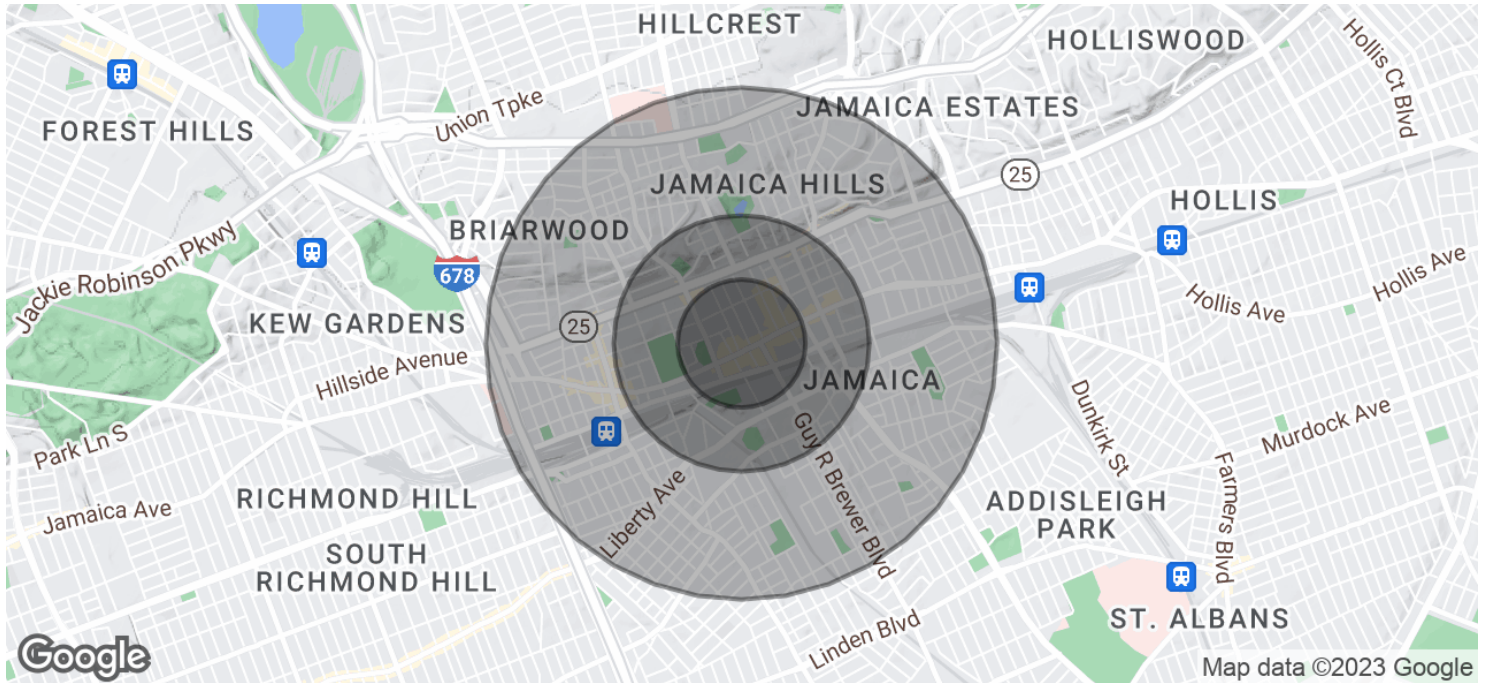 HILLCREST
HOLLISWOOD
Hollis Ct Blvd
Union Tpke
JAMAICA ESTATES
FOREST HILLS
25
JAMAICA HILLS
HOLLIS
BRIARWOOD
Jackie Robinson Pkwy
678
Hollis Ave
Hollis Ave
KEW GARDENS
25
Hillside Avenue
JAMAICA
Dunkirk St
Murdock Ave
Park Ln S
Guy R Brewer Blvd
Farmers Blvd
RICHMOND HILL
Liberty Ave
ADDISLEIGH
PARK
Jamaica Ave
SOUTH
RICHMOND HILL
ST. ALBANS
Linden Blvd
Google
Map data ©2023 Google